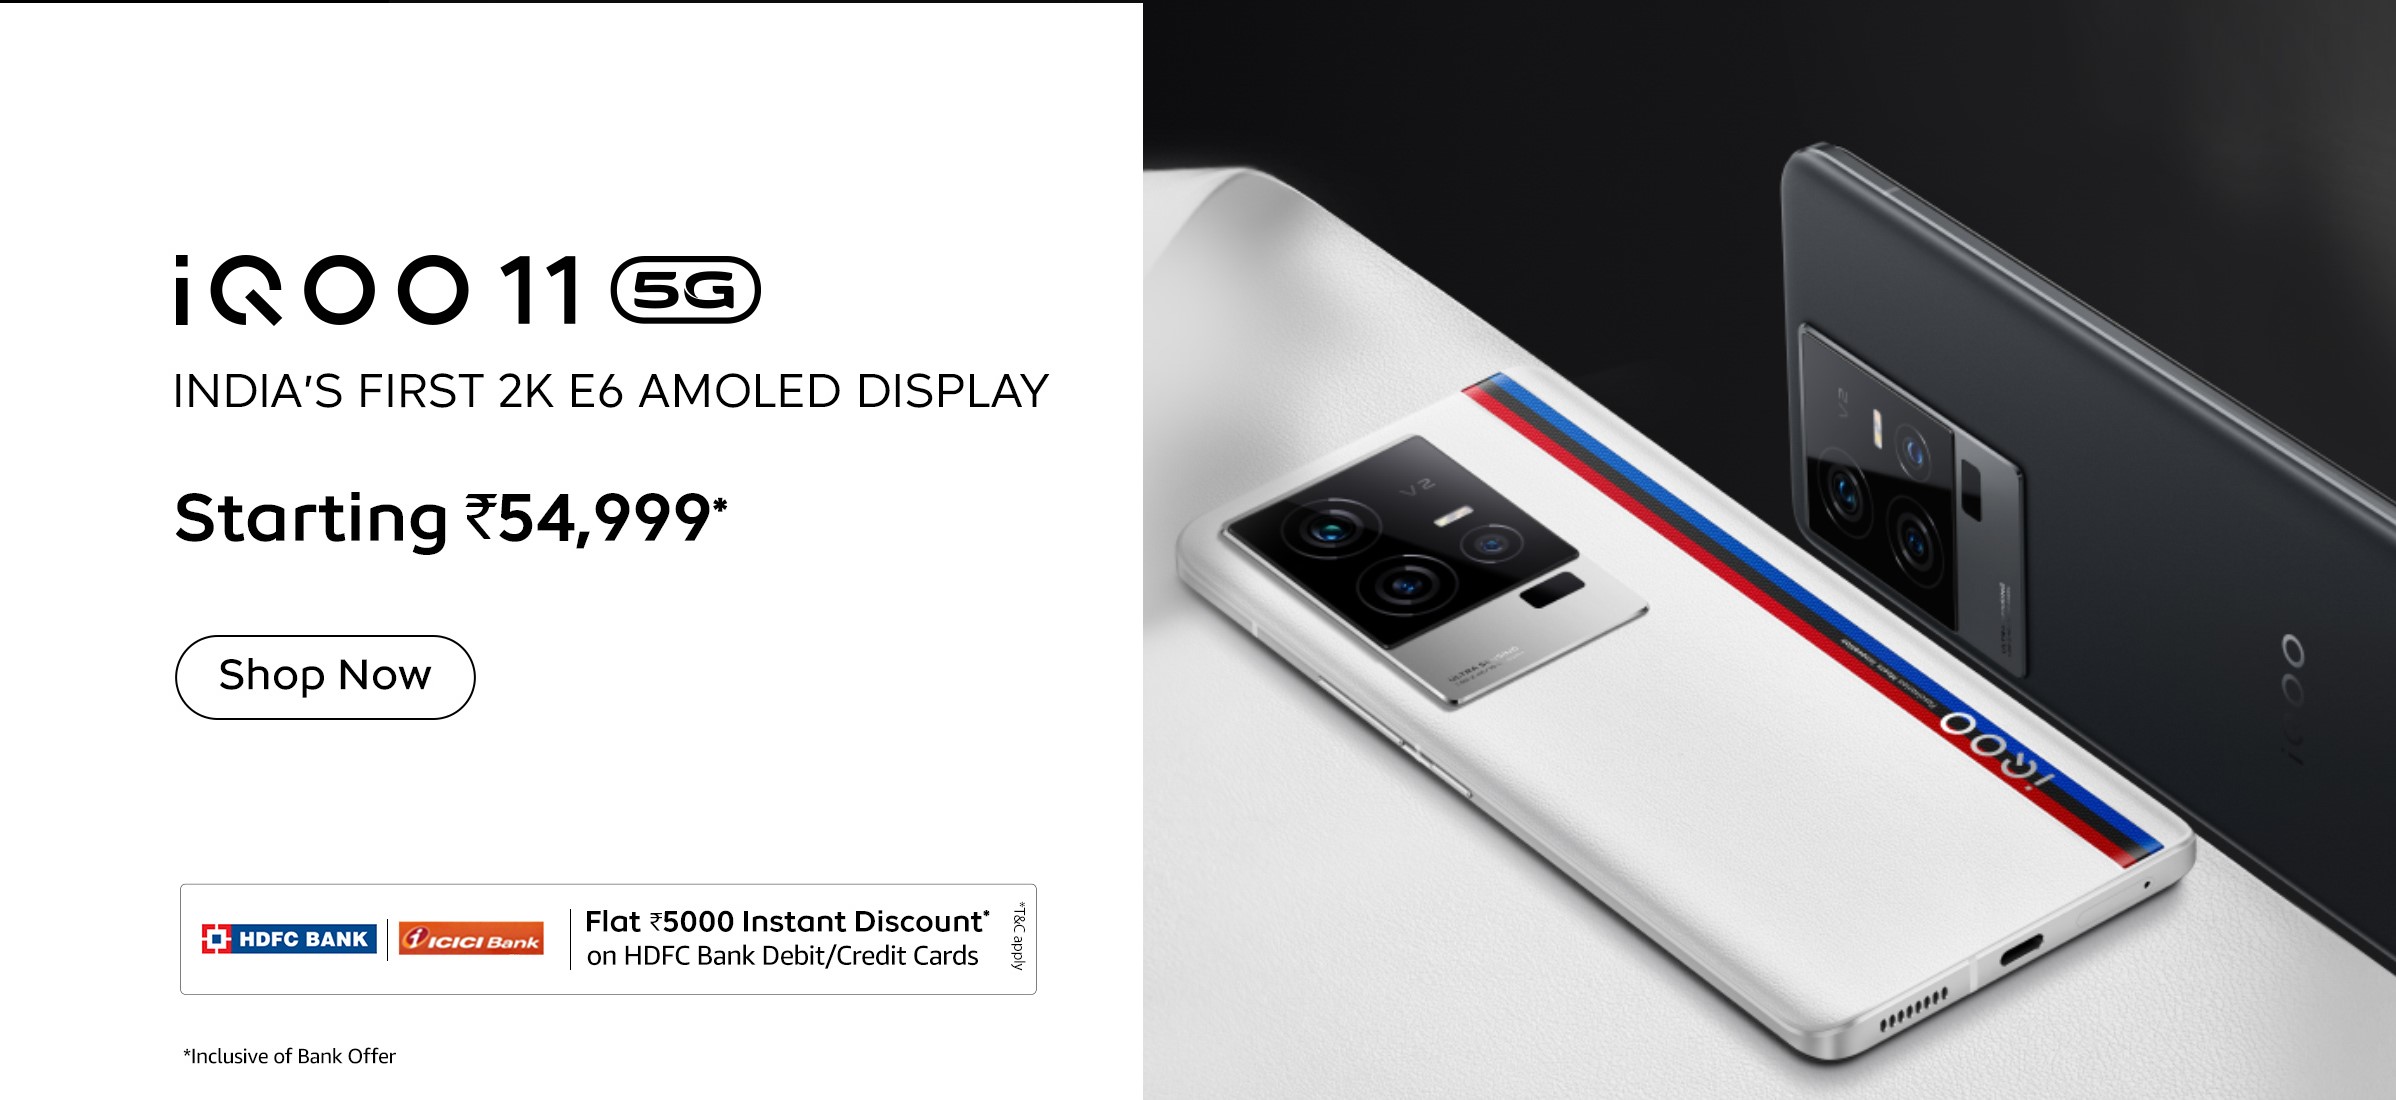 iQOO 11 5G
INDIA'S FIRST 2K E6 AMOLED DISPLAY
Starting ₹54,999*
Shop Now
HDFC BANK
ICICI Bank
Flat ₹5000 Instant Discount*
on HDFC Bank Debit/Credit Cards
*T&C apply
*Inclusive of Bank Offer
V2
iQOO
V2
iQOO